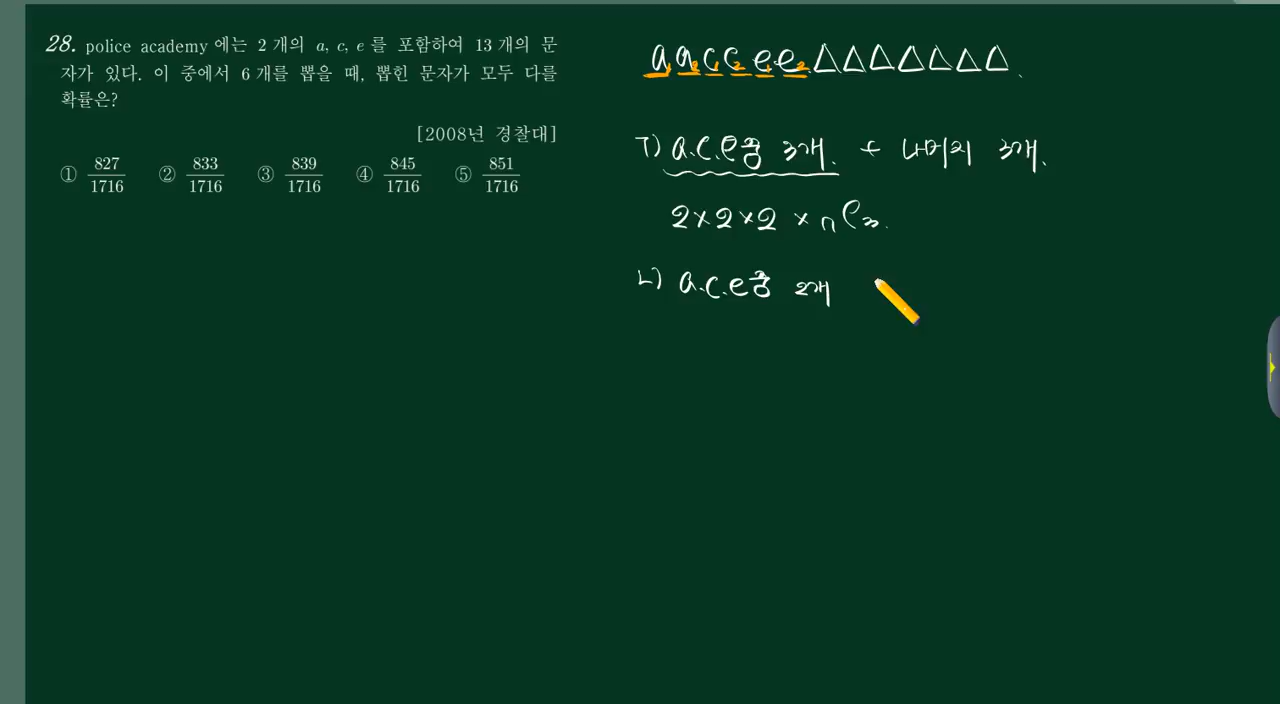 28. police academy 에는 2 개의 a, c, e 를 포함하여 13 개의 문
자가 있다. 이 중에서 6 개를 뽑을 때, 뽑힌 문자가 모두 다를
확률은?
[2008년 경찰대]
① 827/1716 ② 833/1716 ③ 839/1716 ④ 845/1716 ⑤ 851/1716
a a c c e e △△△△△△△
ㄱ) a.c.e중 3개. + 나머지 3개.
2×2×2 × ₇C₃.
ㄴ) a.c.e중 2개